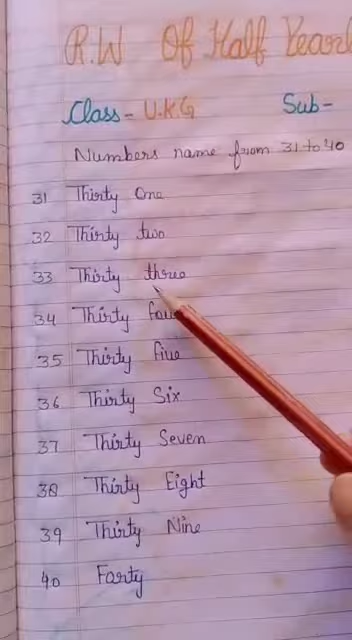 R.W Of Half Yearl
Class - U.K.G Sub -
Numbers name from 31 to 40
31 Thirty One
32 Thirty two
33 Thirty three
34 Thirty four
35 Thirty five
36 Thirty Six
37 Thirty Seven
38 Thirty Eight
39 Thirty Nine
40 Farty